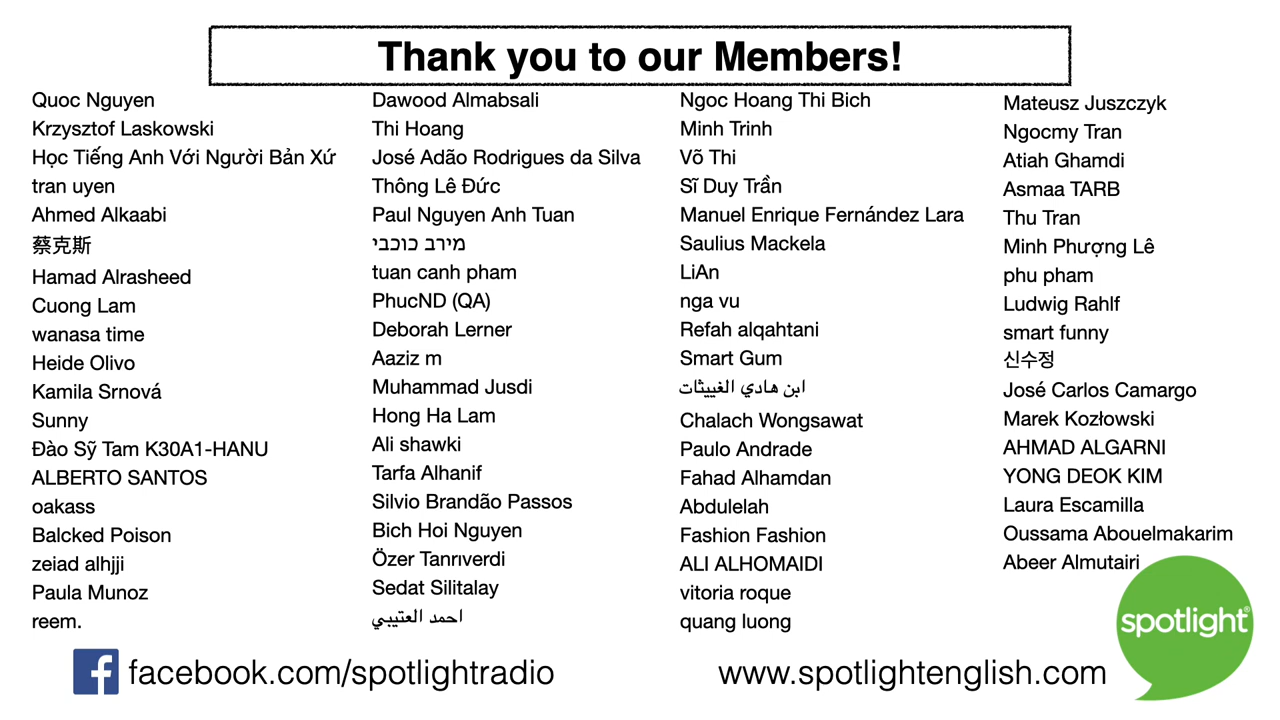 Thank you to our Members!
Quoc Nguyen
Krzysztof Laskowski
Học Tiếng Anh Với Người Bản Xứ
tran uyen
Ahmed Alkaabi
蔡克斯
Hamad Alrasheed
Cuong Lam
wanasa time
Heide Olivo
Kamila Srnová
Sunny
Đào Sỹ Tam K30A1-HANU
ALBERTO SANTOS
oakass
Balcked Poison
zeiad alhjji
Paula Munoz
reem.
Dawood Almabsali
Thi Hoang
José Adão Rodrigues da Silva
Thông Lê Đức
Paul Nguyen Anh Tuan
מירב כוכבי
tuan canh pham
PhucND (QA)
Deborah Lerner
Aaziz m
Muhammad Jusdi
Hong Ha Lam
Ali shawki
Tarfa Alhanif
Silvio Brandão Passos
Bich Hoi Nguyen
Özer Tanrıverdi
Sedat Silitalay
احمد العتيبي
Ngoc Hoang Thi Bich
Minh Trinh
Võ Thi
Sĩ Duy Trần
Manuel Enrique Fernández Lara
Saulius Mackela
LiAn
nga vu
Refah alqahtani
Smart Gum
ابن هادي الغييثات
Chalach Wongsawat
Paulo Andrade
Fahad Alhamdan
Abdulelah
Fashion Fashion
ALI ALHOMAIDI
vitoria roque
quang luong
Mateusz Juszczyk
Ngocmy Tran
Atiah Ghamdi
Asmaa TARB
Thu Tran
Minh Phượng Lê
phu pham
Ludwig Rahlf
smart funny
신수정
José Carlos Camargo
Marek Kozłowski
AHMAD ALGARNI
YONG DEOK KIM
Laura Escamilla
Oussama Abouelmakarim
Abeer Almutairi
spotlight®
facebook.com/spotlightradio
www.spotlightenglish.com